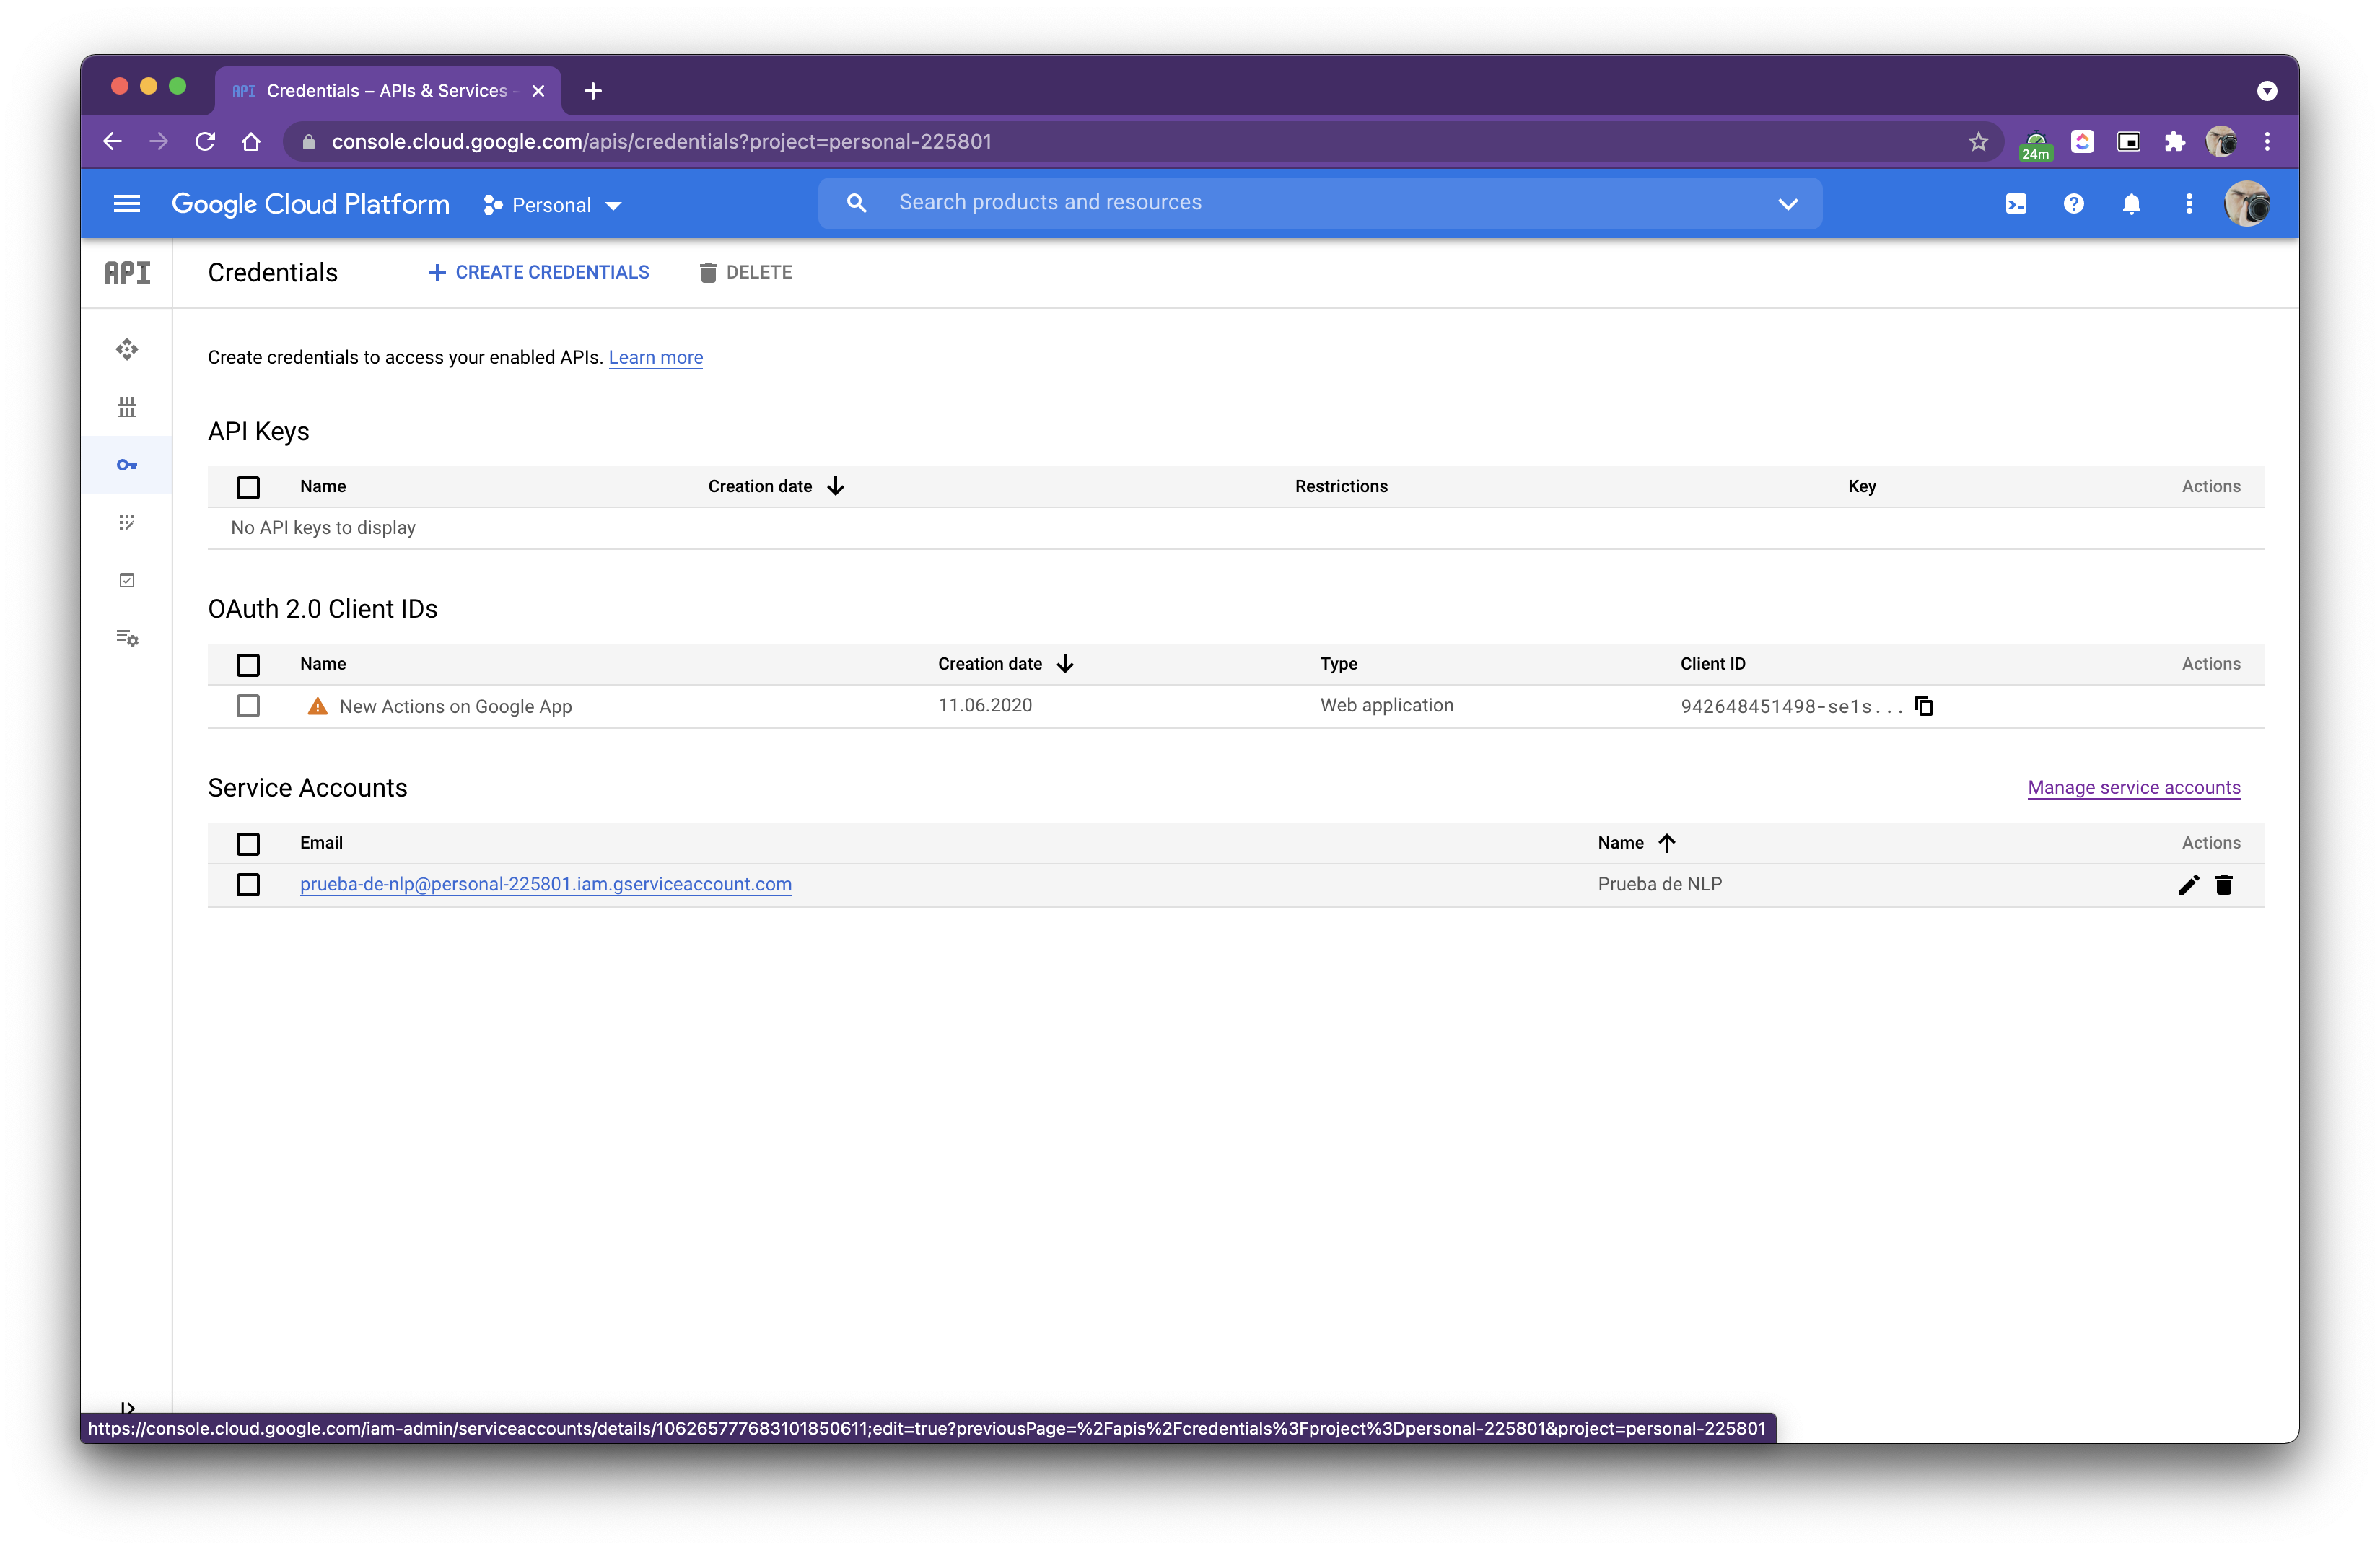 API Credentials – APIs & Services -
console.cloud.google.com/apis/credentials?project=personal-225801
24m
Google Cloud Platform Personal Search products and resources
API Credentials CREATE CREDENTIALS DELETE
Create credentials to access your enabled APIs. Learn more
API Keys
Name Creation date Restrictions Key Actions
No API keys to display
OAuth 2.0 Client IDs
Name Creation date Type Client ID Actions
New Actions on Google App 11.06.2020 Web application 942648451498-se1s...
Service Accounts Manage service accounts
Email Name Actions
prueba-de-nlp@personal-225801.iam.gserviceaccount.com Prueba de NLP
https://console.cloud.google.com/iam-admin/serviceaccounts/details/106265777683101850611;edit=true?previousPage=%2Fapis%2Fcredentials%3Fproject%3Dpersonal-225801&project=personal-225801